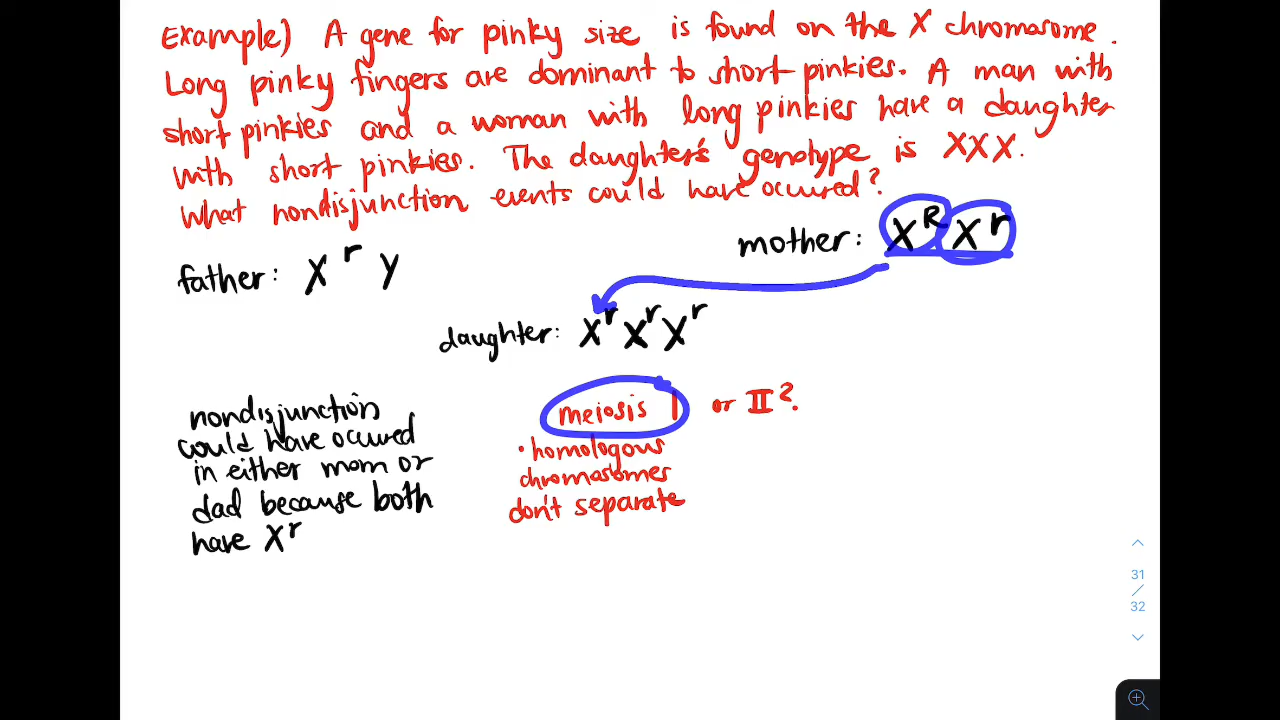 Example) A gene for pinky size is found on the X chromasome.
Long pinky fingers are dominant to short pinkies. A man with
short pinkies and a woman with long pinkies have a daughter
with short pinkies. The daughter's genotype is XXX.
What nondisjunction events could have occured?
mother: X^R X^r
father: X^r Y
daughter: X^r X^r X^r
nondisjunction
could have occured
in either mom or
dad because both
have X^r
meiosis I or II?
• homologous
chromasomes
don't separate
31
/
32